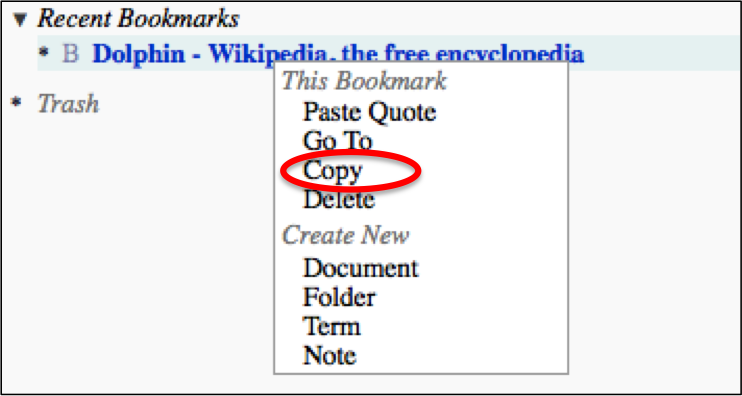 ▼ Recent Bookmarks
* B Dolphin - Wikipedia, the free encyclopedia
This Bookmark
* Trash
Paste Quote
Go To
Copy
Delete
Create New
Document
Folder
Term
Note